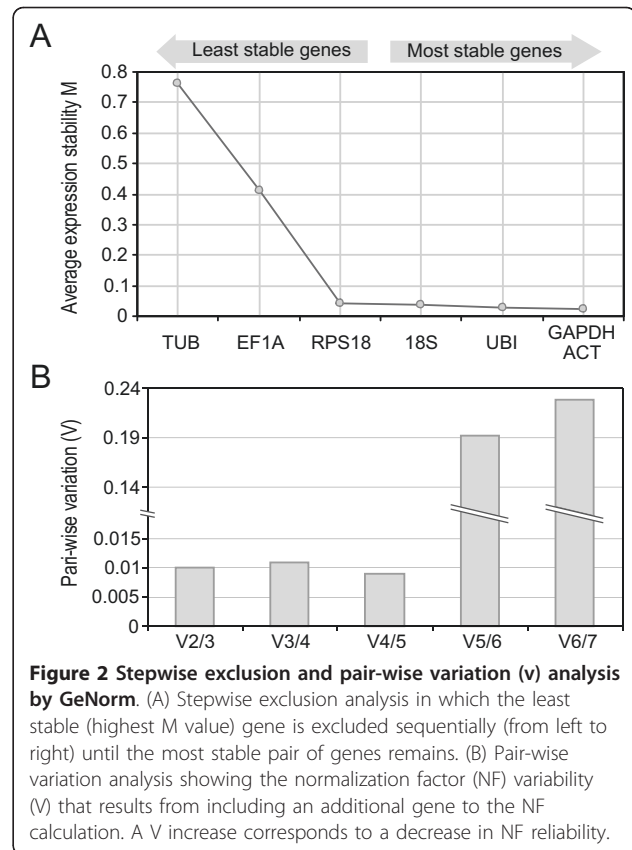 A
Least stable genes
Most stable genes
Average expression stability M
0.8
0.7
0.6
0.5
0.4
0.3
0.2
0.1
0
TUB
EF1A
RPS18
18S
UBI
GAPDH
ACT
B
Pari-wise variation (V)
0.24
0.19
0.14
0.015
0.01
0.005
0
V2/3
V3/4
V4/5
V5/6
V6/7
Figure 2 Stepwise exclusion and pair-wise variation (v) analysis
by GeNorm. (A) Stepwise exclusion analysis in which the least
stable (highest M value) gene is excluded sequentially (from left to
right) until the most stable pair of genes remains. (B) Pair-wise
variation analysis showing the normalization factor (NF) variability
(V) that results from including an additional gene to the NF
calculation. A V increase corresponds to a decrease in NF reliability.